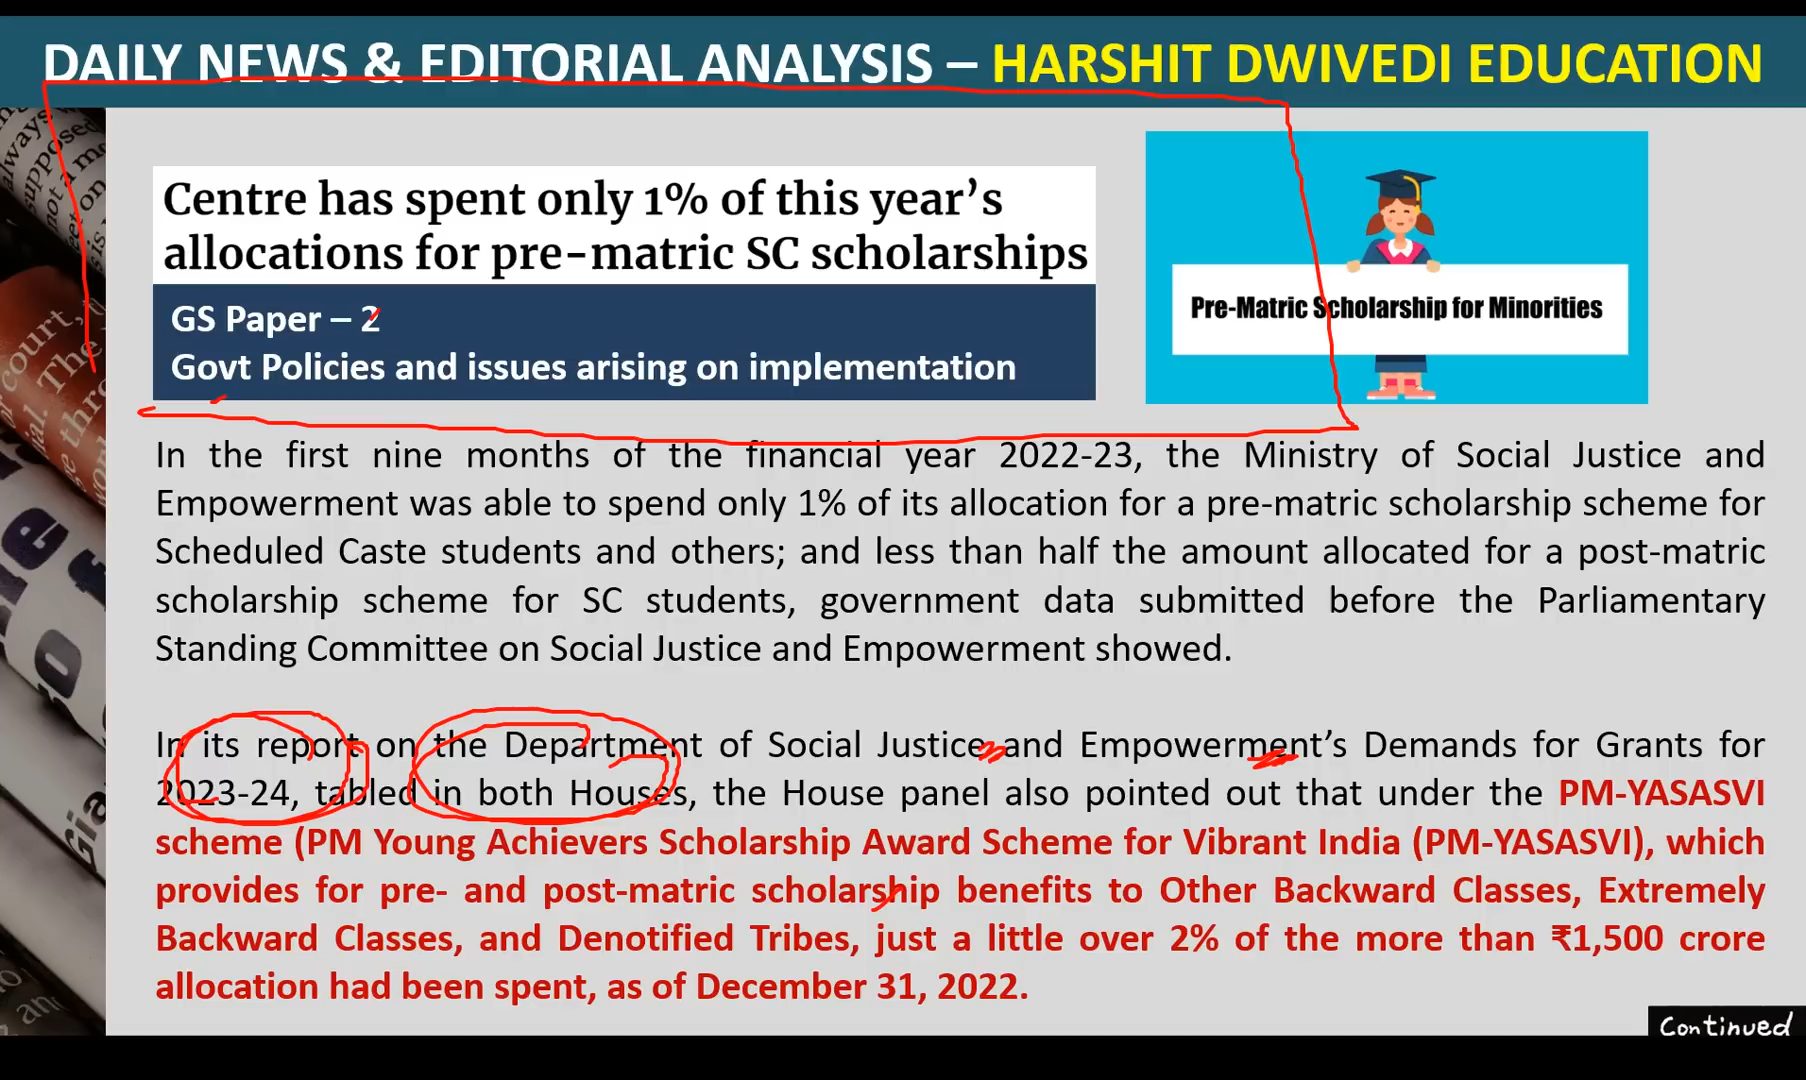 DAILY NEWS & EDITORIAL ANALYSIS – HARSHIT DWIVEDI EDUCATION
Centre has spent only 1% of this year's
allocations for pre-matric SC scholarships
GS Paper – 2
Govt Policies and issues arising on implementation
Pre-Matric Scholarship for Minorities
In the first nine months of the financial year 2022-23, the Ministry of Social Justice and
Empowerment was able to spend only 1% of its allocation for a pre-matric scholarship scheme for
Scheduled Caste students and others; and less than half the amount allocated for a post-matric
scholarship scheme for SC students, government data submitted before the Parliamentary
Standing Committee on Social Justice and Empowerment showed.
In its report on the Department of Social Justice and Empowerment's Demands for Grants for
2023-24, tabled in both Houses, the House panel also pointed out that under the PM-YASASVI
scheme (PM Young Achievers Scholarship Award Scheme for Vibrant India (PM-YASASVI), which
provides for pre- and post-matric scholarship benefits to Other Backward Classes, Extremely
Backward Classes, and Denotified Tribes, just a little over 2% of the more than ₹1,500 crore
allocation had been spent, as of December 31, 2022.
Continued